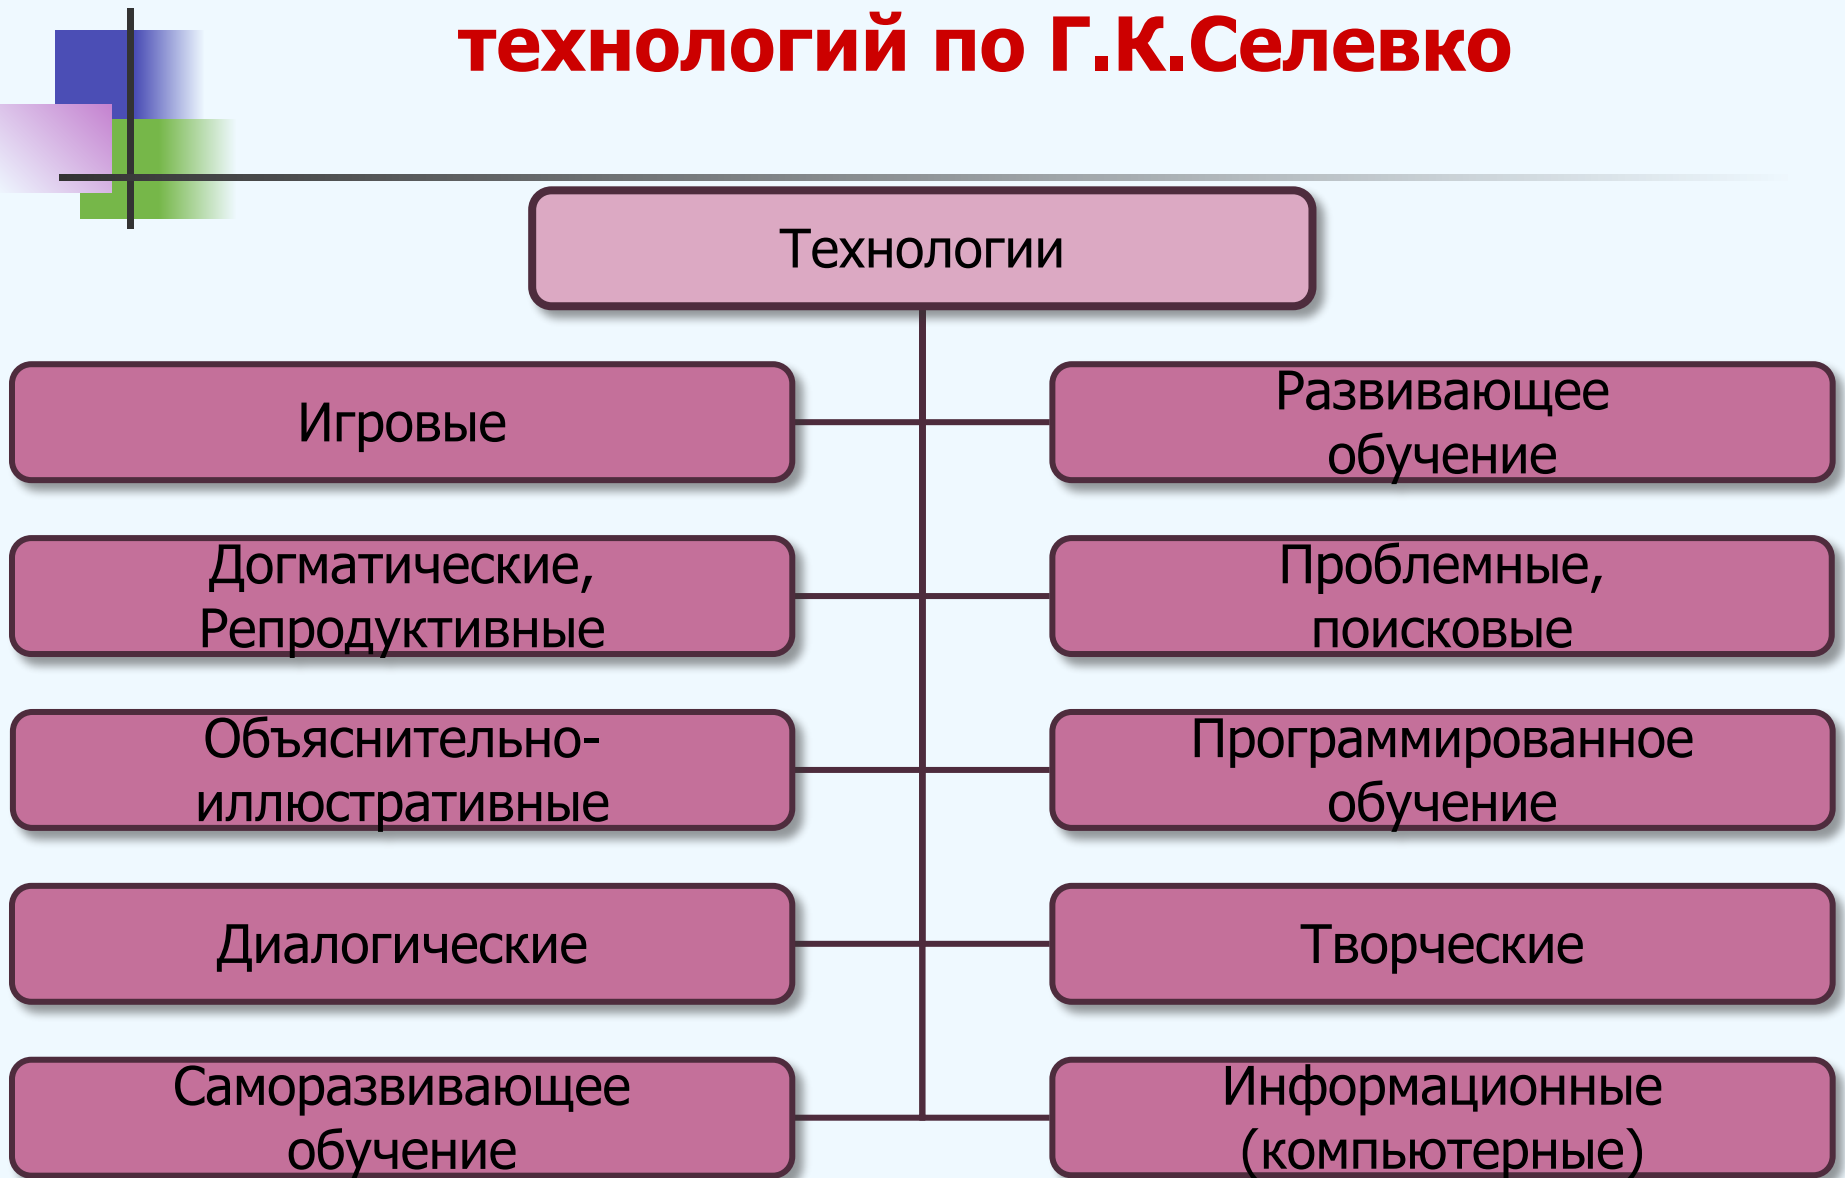 технологий по Г.К.Селевко
Технологии
Игровые
Развивающее
обучение
Догматические,
Репродуктивные
Проблемные,
поисковые
Объяснительно-
иллюстративные
Программированное
обучение
Диалогические
Творческие
Саморазвивающее
обучение
Информационные
(компьютерные)